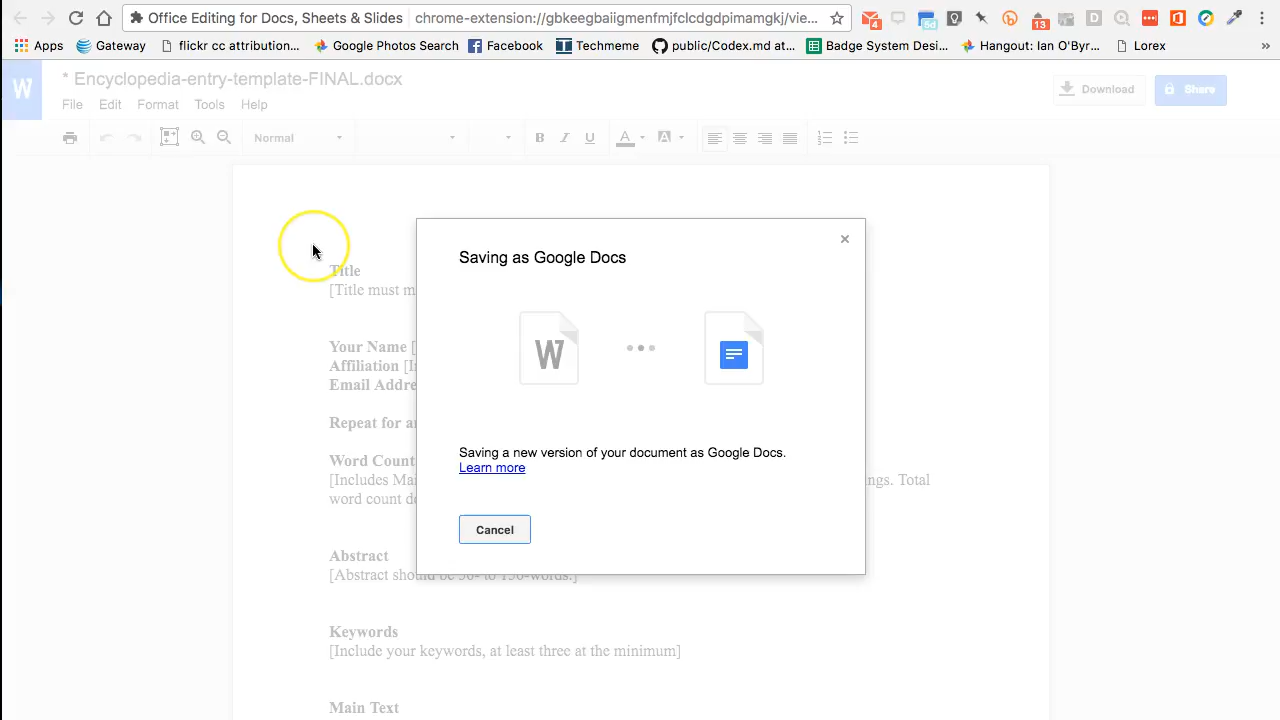 Office Editing for Docs, Sheets & Slides chrome-extension://gbkeegbaiigmenfmjfclcdgdpimamgkj/vie...
4 5d 13
Apps Gateway flickr cc attribution... Google Photos Search Facebook Techmeme public/Codex.md at... Badge System Desi... Hangout: Ian O'Byr... Lorex »
W * Encyclopedia-entry-template-FINAL.docx
File Edit Format Tools Help
Download Share
Normal B I U A A
Saving as Google Docs
Title
[Title must m
W
Your Name [
Affiliation [I
Email Addre
Repeat for a
Saving a new version of your document as Google Docs.
Learn more
Word Count
[Includes Mai ngs. Total
word count d
Cancel
Abstract
[Abstract should be 50- to 150-words.]
Keywords
[Include your keywords, at least three at the minimum]
Main Text